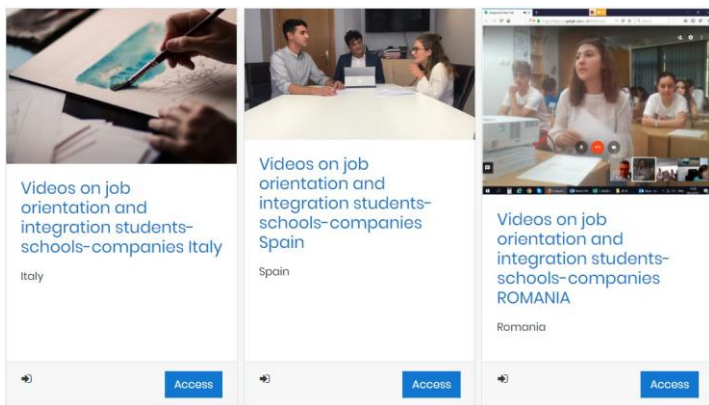 Videos on job
orientation and
integration students-
schools-companies Italy
Italy
Access
Videos on job
orientation and
integration students-
schools-companies
Spain
Spain
Access
Videos on job
orientation and
integration students-
schools-companies
ROMANIA
Romania
Access